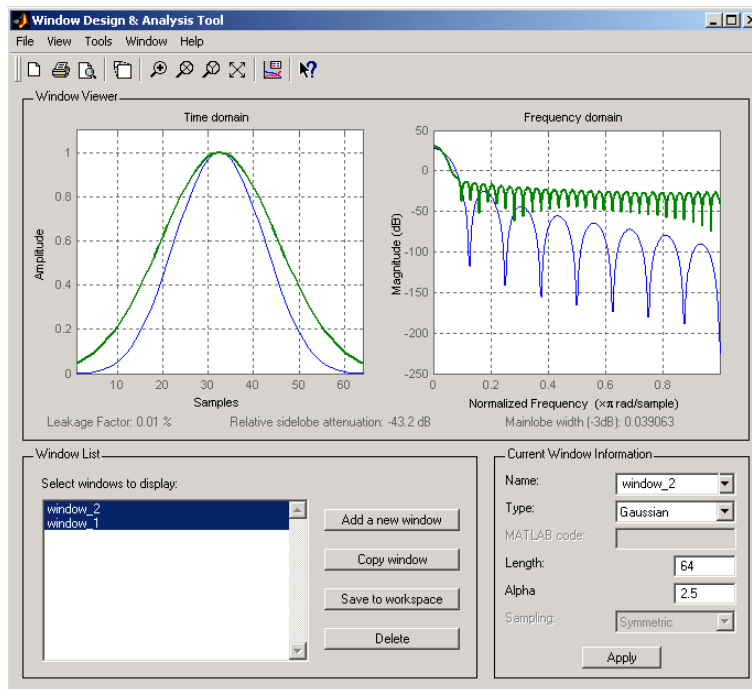 Window Design & Analysis Tool
File View Tools Window Help
Window Viewer
Time domain
Frequency domain
Amplitude
1
0.8
0.6
0.4
0.2
0
10 20 30 40 50 60
Samples
Magnitude (dB)
50
0
-50
-100
-150
-200
-250
0 0.2 0.4 0.6 0.8
Normalized Frequency (×π rad/sample)
Leakage Factor: 0.01 %
Relative sidelobe attenuation: -43.2 dB
Mainlobe width (-3dB): 0.039063
Window List
Select windows to display:
window_2
window_1
Add a new window
Copy window
Save to workspace
Delete
Current Window Information
Name: window_2
Type: Gaussian
MATLAB code:
Length: 64
Alpha 2.5
Sampling: Symmetric
Apply